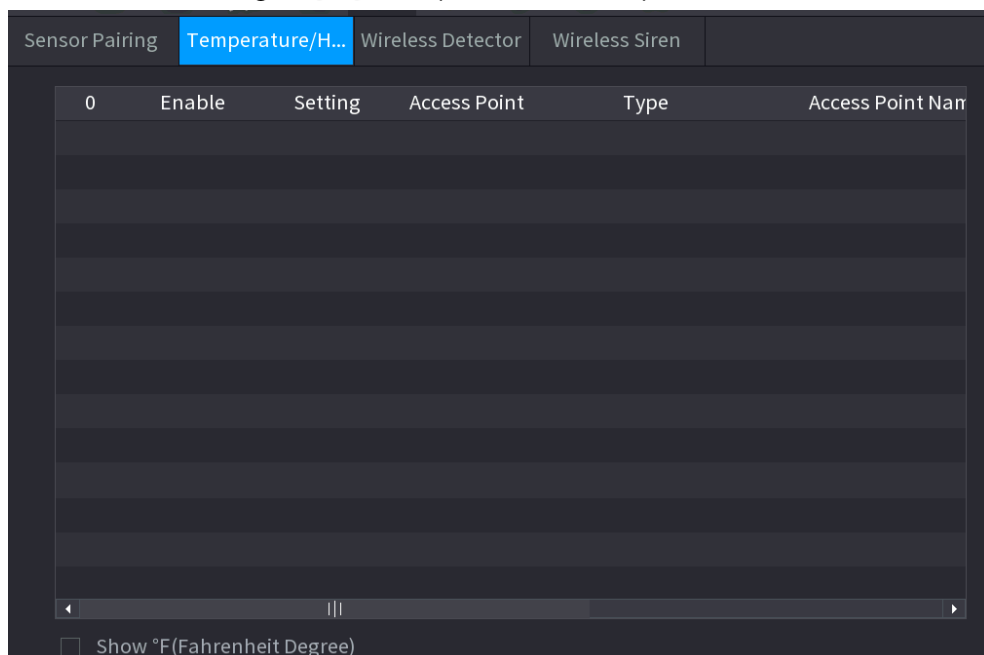 Sensor Pairing Temperature/H... Wireless Detector Wireless Siren
0 Enable Setting Access Point Type Access Point Nam
Show °F(Fahrenheit Degree)